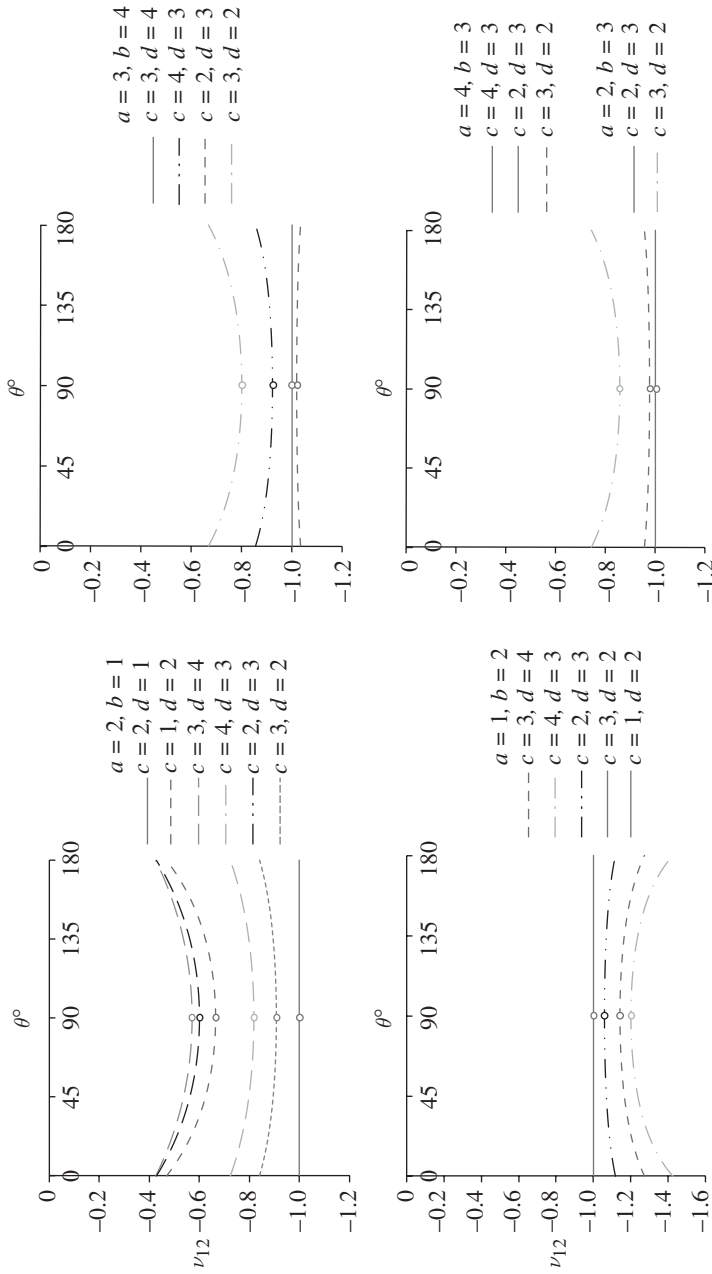 θ°
0 45 90 135 180
0
−0.2
−0.4
−0.6
−0.8
−1.0
−1.2
ν12
a = 2, b = 1
c = 2, d = 1
c = 1, d = 2
c = 3, d = 4
c = 4, d = 3
c = 2, d = 3
c = 3, d = 2
θ°
0 45 90 135 180
0
−0.2
−0.4
−0.6
−0.8
−1.0
−1.2
a = 3, b = 4
c = 3, d = 4
c = 4, d = 3
c = 2, d = 3
c = 3, d = 2
θ°
0 45 90 135 180
0
−0.2
−0.4
−0.6
−0.8
−1.0
−1.2
−1.4
−1.6
ν12
a = 1, b = 2
c = 3, d = 4
c = 4, d = 3
c = 2, d = 3
c = 3, d = 2
c = 1, d = 2
θ°
0 45 90 135 180
0
−0.2
−0.4
−0.6
−0.8
−1.0
−1.2
a = 4, b = 3
c = 4, d = 3
c = 2, d = 3
c = 3, d = 2
a = 2, b = 3
c = 2, d = 3
c = 3, d = 2